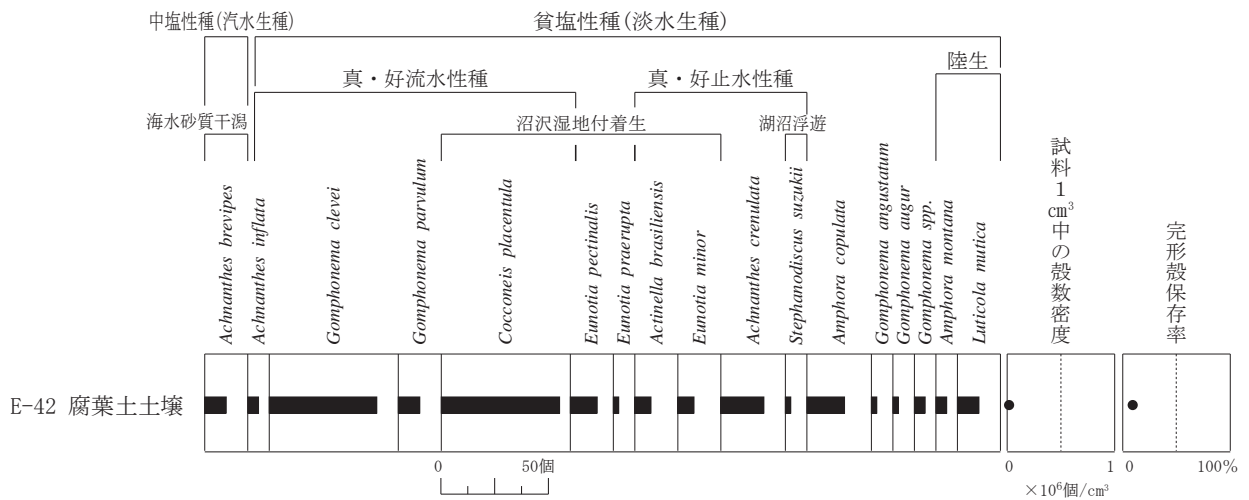 中塩性種(汽水生種)
貧塩性種(淡水生種)
陸生
真・好流水性種
真・好止水性種
海水砂質干潟
沼沢湿地付着生
湖沼浮遊
Achnanthes brevipes
Achnanthes inflata
Gomphonema clevei
Gomphonema parvulum
Cocconeis placentula
Eunotia pectinalis
Eunotia praerupta
Actinella brasiliensis
Eunotia minor
Achmanthes crenulata
Stephanodiscus suzukii
Amphora copulata
Gomphonema angustatum
Gomphonema augur
Gomphonema spp.
Amphora montana
Luticola mutica
試料1cm³中の殻数密度
完形殻保存率
E-42 腐葉土土壌
0 50個
0 1
×10⁶個/cm³
0 100%